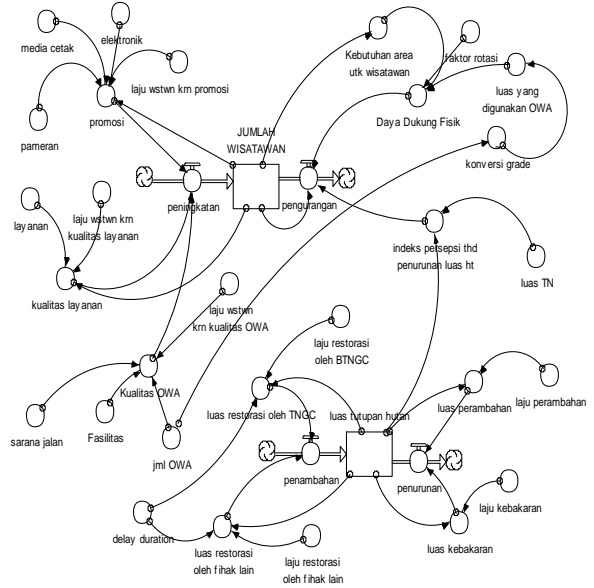 media cetak
elektronik
laju wstwn krn promosi
pameran
promosi
Kebutuhan area
utk wisatawan
faktor rotasi
luas yang
digunakan OWA
Daya Dukung Fisik
konversi grade
JUMLAH
WISATAWAN
peningkatan
pengurangan
layanan
laju wstwn krn
kualitas layanan
kualitas layanan
indeks persepsi thd
penurunan luas ht
luas TN
laju wstwn
krn kualitas OWA
laju restorasi
oleh BTNGC
Kualitas OWA
luas restorasi oleh TNGC
luas tutupan hutan
luas perambahan
laju perambahan
sarana jalan
Fasilitas
jml OWA
penambahan
penurunan
laju kebakaran
luas kebakaran
delay duration
luas restorasi
oleh fihak lain
laju restorasi
oleh fihak lain